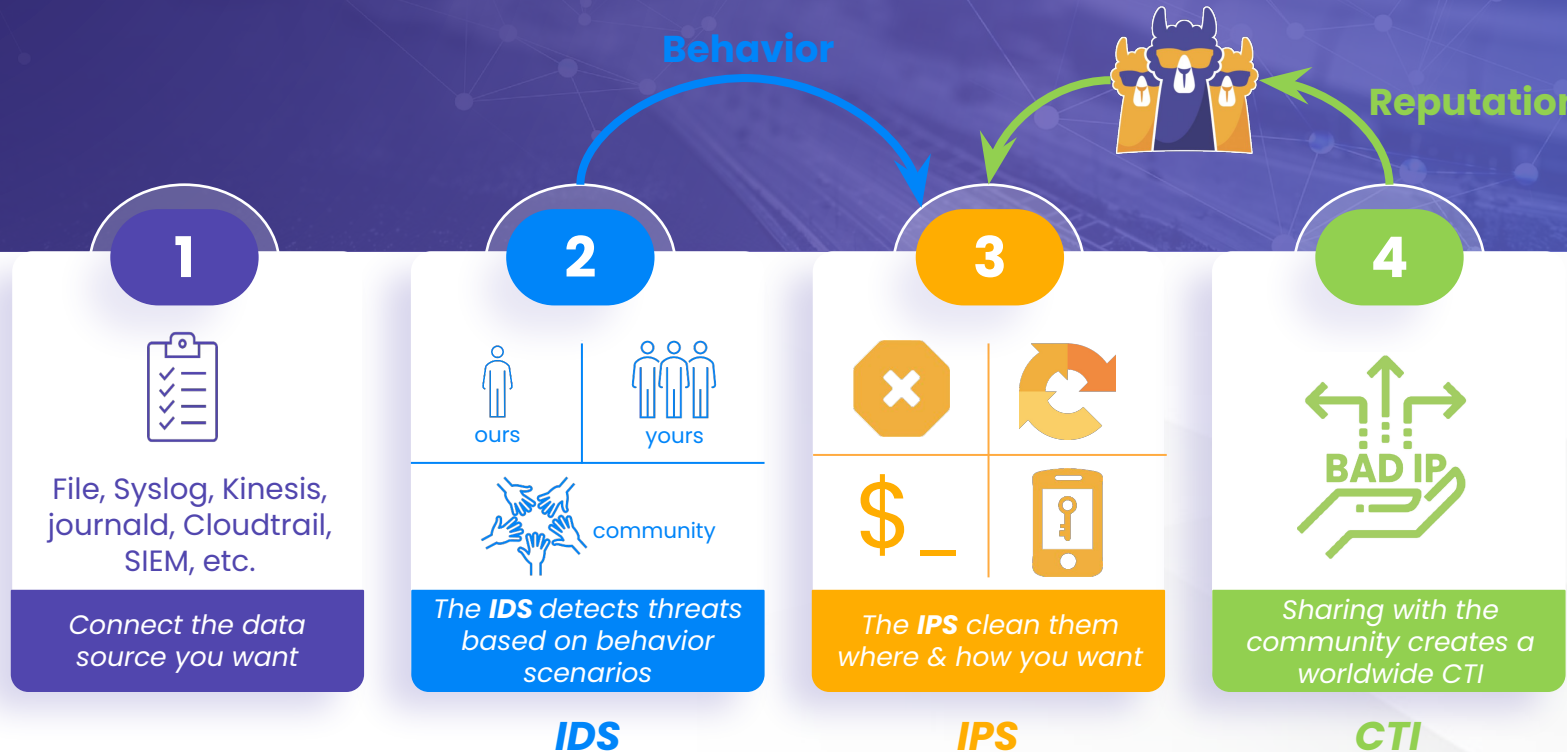 Behavior
Reputation
1
2
3
4
File, Syslog, Kinesis,
journald, Cloudtrail,
SIEM, etc.
Connect the data
source you want
ours
yours
community
The IDS detects threats
based on behavior
scenarios
$_
The IPS clean them
where & how you want
BAD IP
Sharing with the
community creates a
worldwide CTI
IDS
IPS
CTI